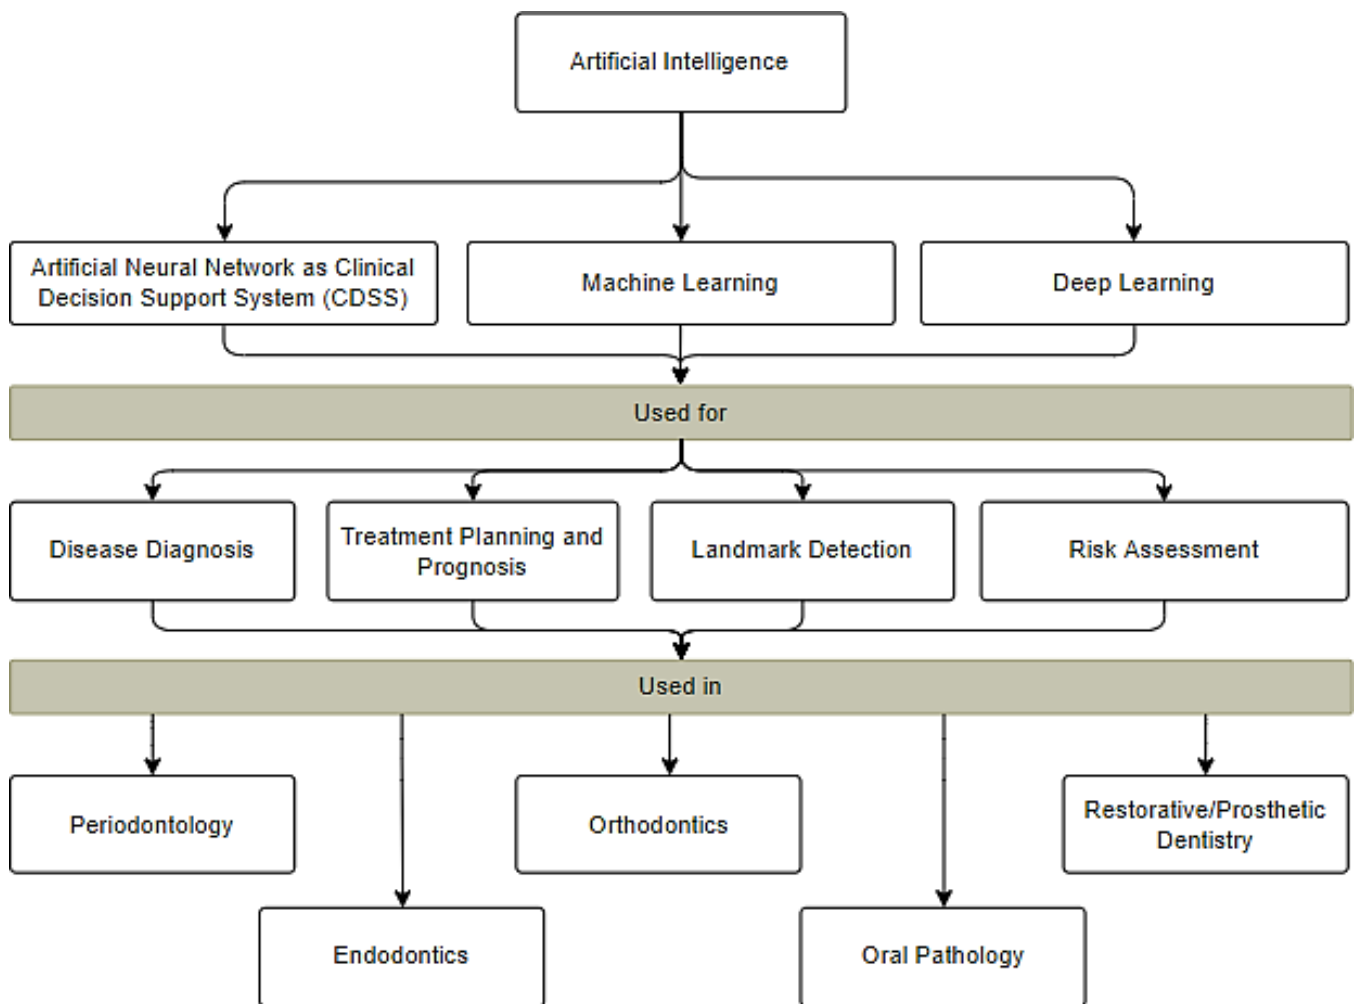 Artificial Intelligence
Artificial Neural Network as Clinical
Decision Support System (CDSS)
Machine Learning
Deep Learning
Used for
Disease Diagnosis
Treatment Planning and
Prognosis
Landmark Detection
Risk Assessment
Used in
Periodontology
Orthodontics
Restorative/Prosthetic
Dentistry
Endodontics
Oral Pathology